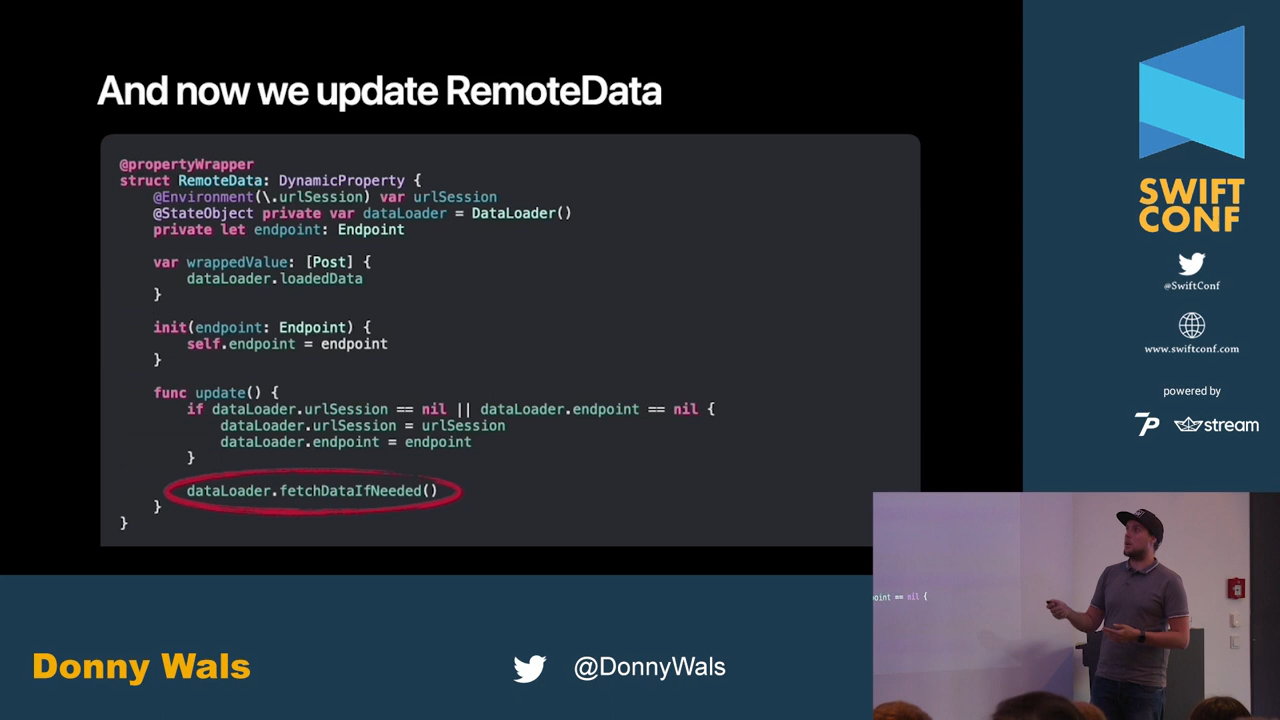 And now we update RemoteData
@propertyWrapper
struct RemoteData: DynamicProperty {
@Environment(\.urlSession) var urlSession
@StateObject private var dataLoader = DataLoader()
private let endpoint: Endpoint
var wrappedValue: [Post] {
dataLoader.loadedData
}
init(endpoint: Endpoint) {
self.endpoint = endpoint
}
func update() {
if dataLoader.urlSession == nil || dataLoader.endpoint == nil {
dataLoader.urlSession = urlSession
dataLoader.endpoint = endpoint
}
dataLoader.fetchDataIfNeeded()
}
}
SWIFT
CONF
@SwiftConf
www.swiftconf.com
powered by
7P stream
point == nil {
Donny Wals
@DonnyWals